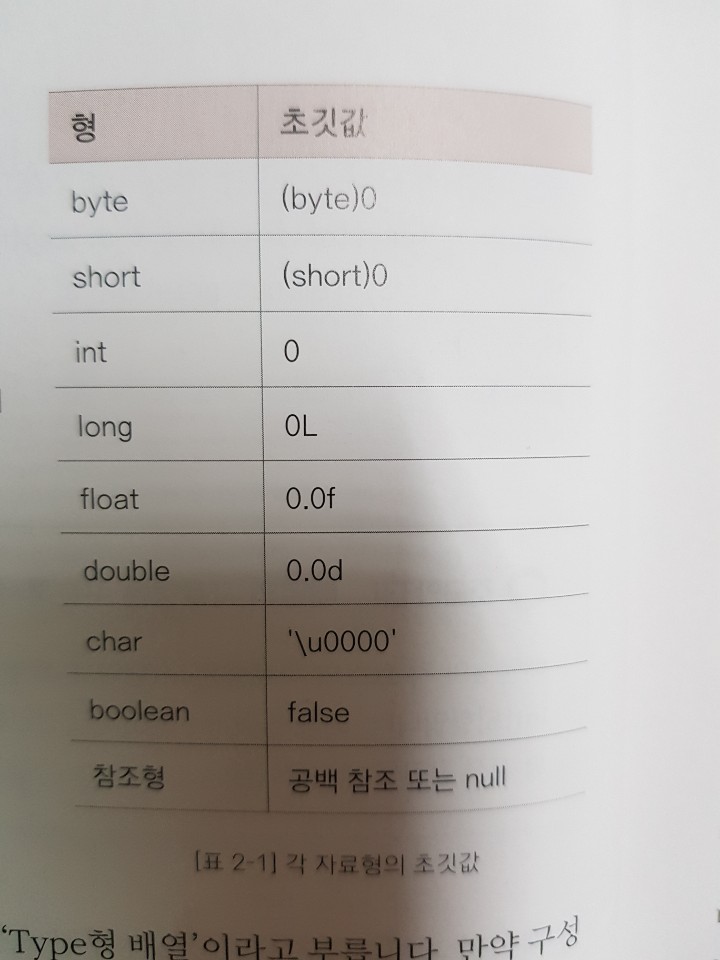 형 초깃값
byte (byte)0
short (short)0
int 0
long 0L
float 0.0f
double 0.0d
char '\u0000'
boolean false
참조형 공백 참조 또는 null
[표 2-1] 각 자료형의 초깃값
‘Type형 배열’이라고 부릅니다. 만약 구성